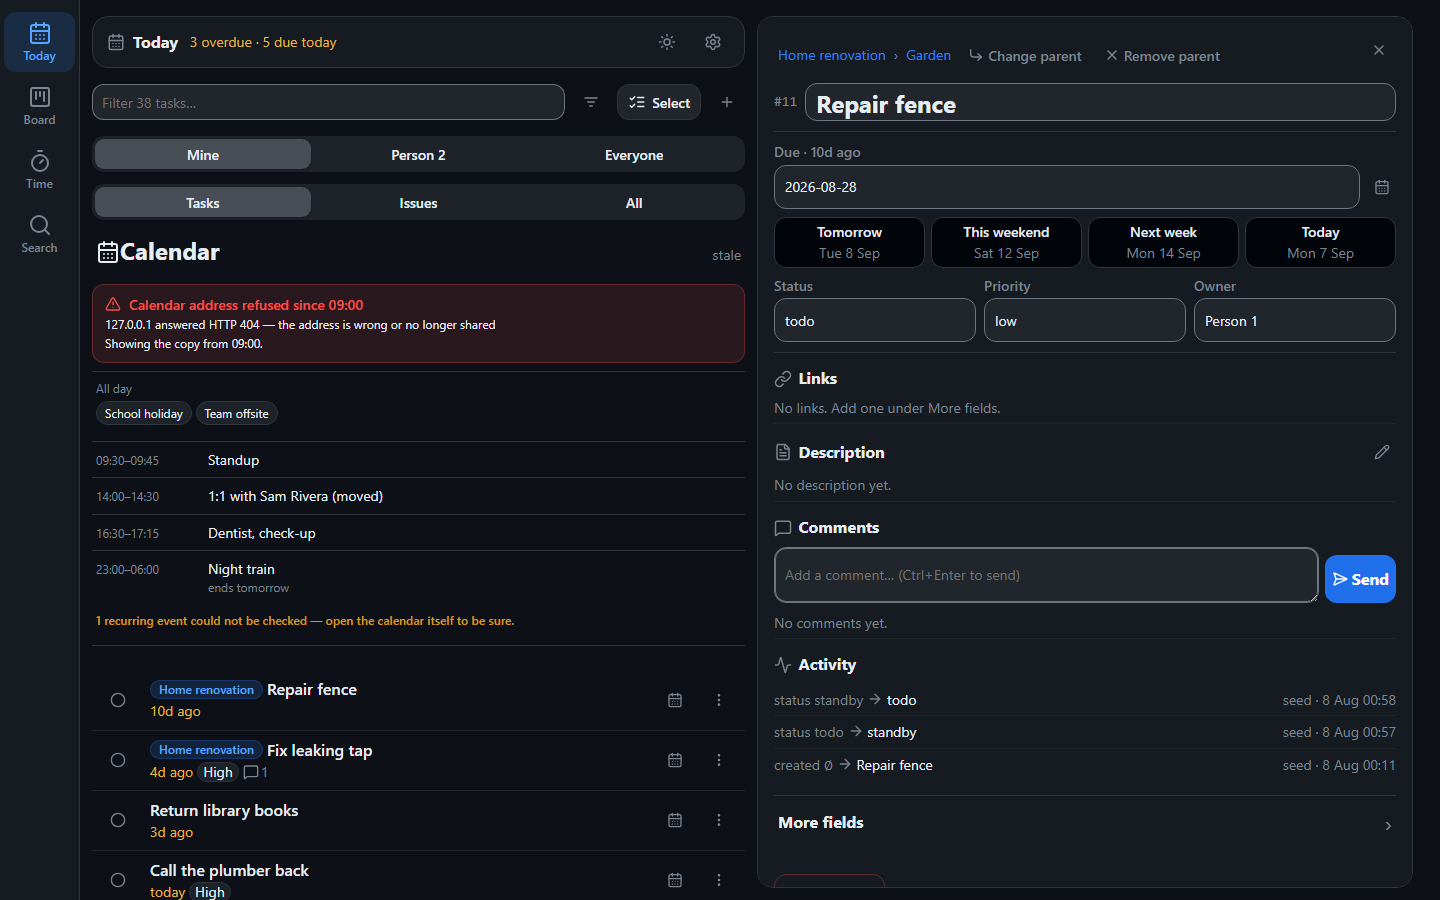 Today
Board
Time
Search
Today 3 overdue · 5 due today
Filter 38 tasks...
Select
Mine Person 2 Everyone
Tasks Issues All
Calendar stale
Calendar address refused since 09:00
127.0.0.1 answered HTTP 404 — the address is wrong or no longer shared
Showing the copy from 09:00.
All day
School holiday Team offsite
09:30–09:45 Standup
14:00–14:30 1:1 with Sam Rivera (moved)
16:30–17:15 Dentist, check-up
23:00–06:00 Night train
ends tomorrow
1 recurring event could not be checked — open the calendar itself to be sure.
Home renovation Repair fence
10d ago
Home renovation Fix leaking tap
4d ago High 1
Return library books
3d ago
Call the plumber back
today High
Home renovation › Garden Change parent Remove parent
#11 Repair fence
Due · 10d ago
2026-08-28
Tomorrow This weekend Next week Today
Tue 8 Sep Sat 12 Sep Mon 14 Sep Mon 7 Sep
Status Priority Owner
todo low Person 1
Links
No links. Add one under More fields.
Description
No description yet.
Comments
Add a comment... (Ctrl+Enter to send)
Send
No comments yet.
Activity
status standby → todo seed · 8 Aug 00:58
status todo → standby seed · 8 Aug 00:57
created Ø → Repair fence seed · 8 Aug 00:11
More fields